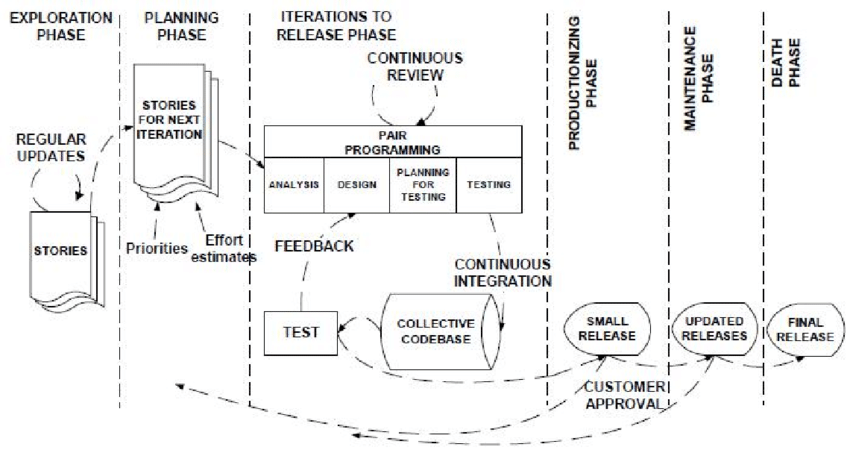 EXPLORATION
PHASE
PLANNING
PHASE
ITERATIONS TO
RELEASE PHASE
PRODUCTIONIZING
PHASE
MAINTENANCE
PHASE
DEATH
PHASE
CONTINUOUS
REVIEW
REGULAR
UPDATES
STORIES
STORIES
FOR NEXT
ITERATION
Priorities
Effort
estimates
PAIR
PROGRAMMING
ANALYSIS
DESIGN
PLANNING
FOR
TESTING
TESTING
FEEDBACK
CONTINUOUS
INTEGRATION
TEST
COLLECTIVE
CODEBASE
SMALL
RELEASE
UPDATED
RELEASES
FINAL
RELEASE
CUSTOMER
APPROVAL